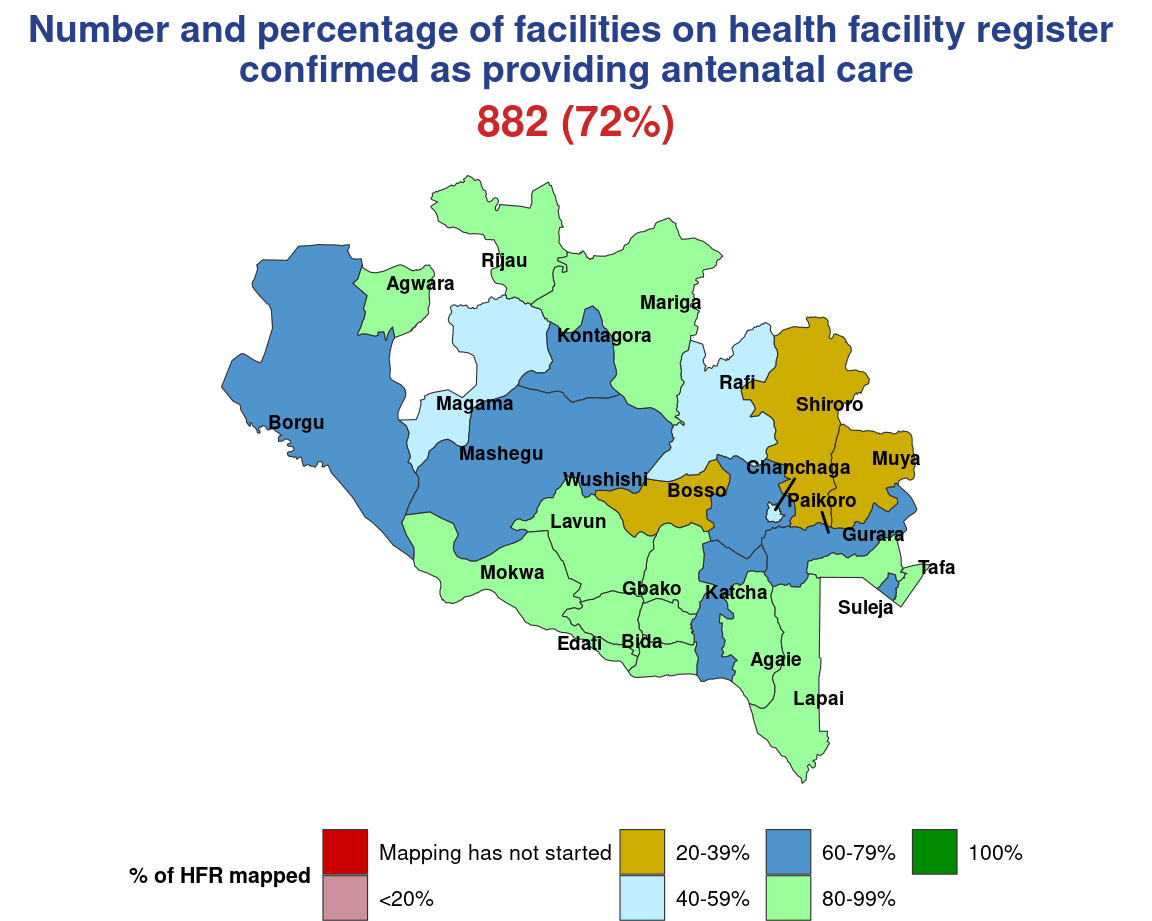 Number and percentage of facilities on health facility register
confirmed as providing antenatal care
882 (72%)
Rijau
Agwara
Mariga
Kontagora
Rafi
Magama
Shiroro
Borgu
Mashegu
Muya
Chanchaga
Wushishi
Bosso
Paikoro
Lavun
Gurara
Tafa
Mokwa
Gbako
Katcha
Suleja
Edati
Bida
Agaie
Lapai
% of HFR mapped
Mapping has not started
<20%
20-39%
40-59%
60-79%
80-99%
100%